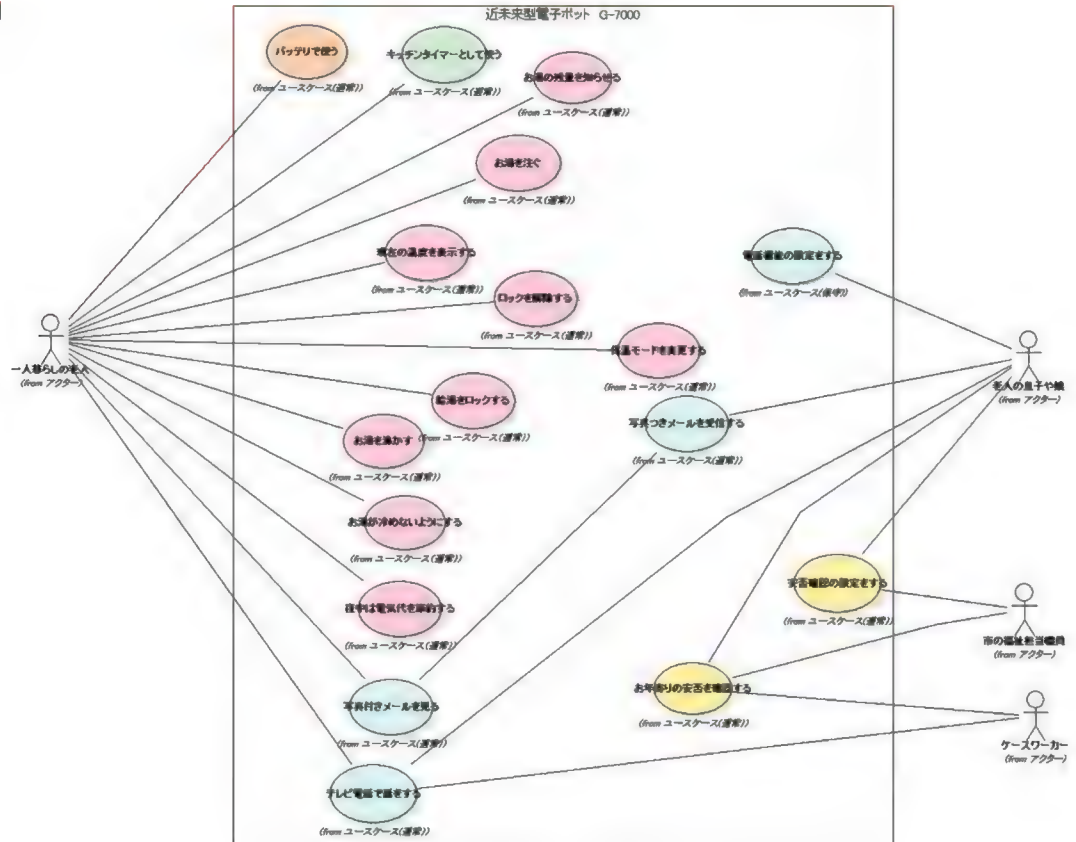 近未来型電子ポット G-7000
バッテリで使う
(from ユースケース(通常))
キッチンタイマーとして使う
(from ユースケース(通常))
お湯の残量を知らせる
(from ユースケース(通常))
お湯を注ぐ
(from ユースケース(通常))
現在の温度を表示する
(from ユースケース(通常))
電話機能の設定をする
(from ユースケース(保守))
ロックを解除する
(from ユースケース(通常))
一人暮らしの老人
(from アクター)
保温モードを変更する
(from ユースケース(通常))
老人の息子や娘
(from アクター)
給湯をロックする
(from ユースケース(通常))
写真つきメールを受信する
(from ユースケース(通常))
お湯を沸かす
(from ユースケース(通常))
お湯が冷めないようにする
(from ユースケース(通常))
安否確認の設定をする
(from ユースケース(通常))
夜中は電気代を節約する
(from ユースケース(通常))
市の福祉担当職員
(from アクター)
お年寄りの安否を確認する
(from ユースケース(通常))
写真付きメールを見る
(from ユースケース(通常))
ケースワーカー
(from アクター)
テレビ電話で話をする
(from ユースケース(通常))